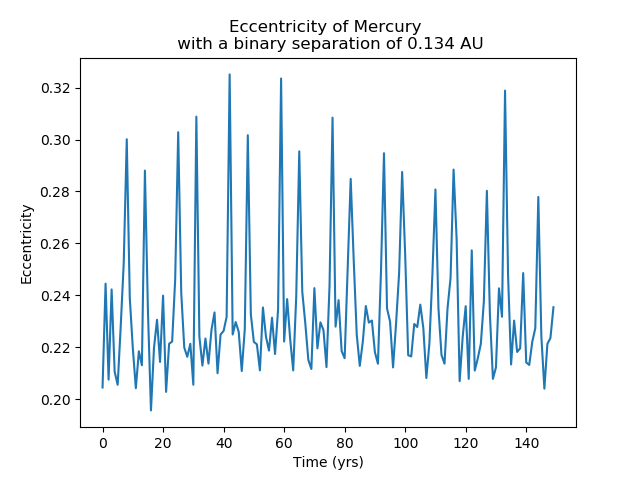 Eccentricity of Mercury
with a binary separation of 0.134 AU
0.32
0.30
0.28
0.26
0.24
0.22
0.20
Eccentricity
0 20 40 60 80 100 120 140
Time (yrs)